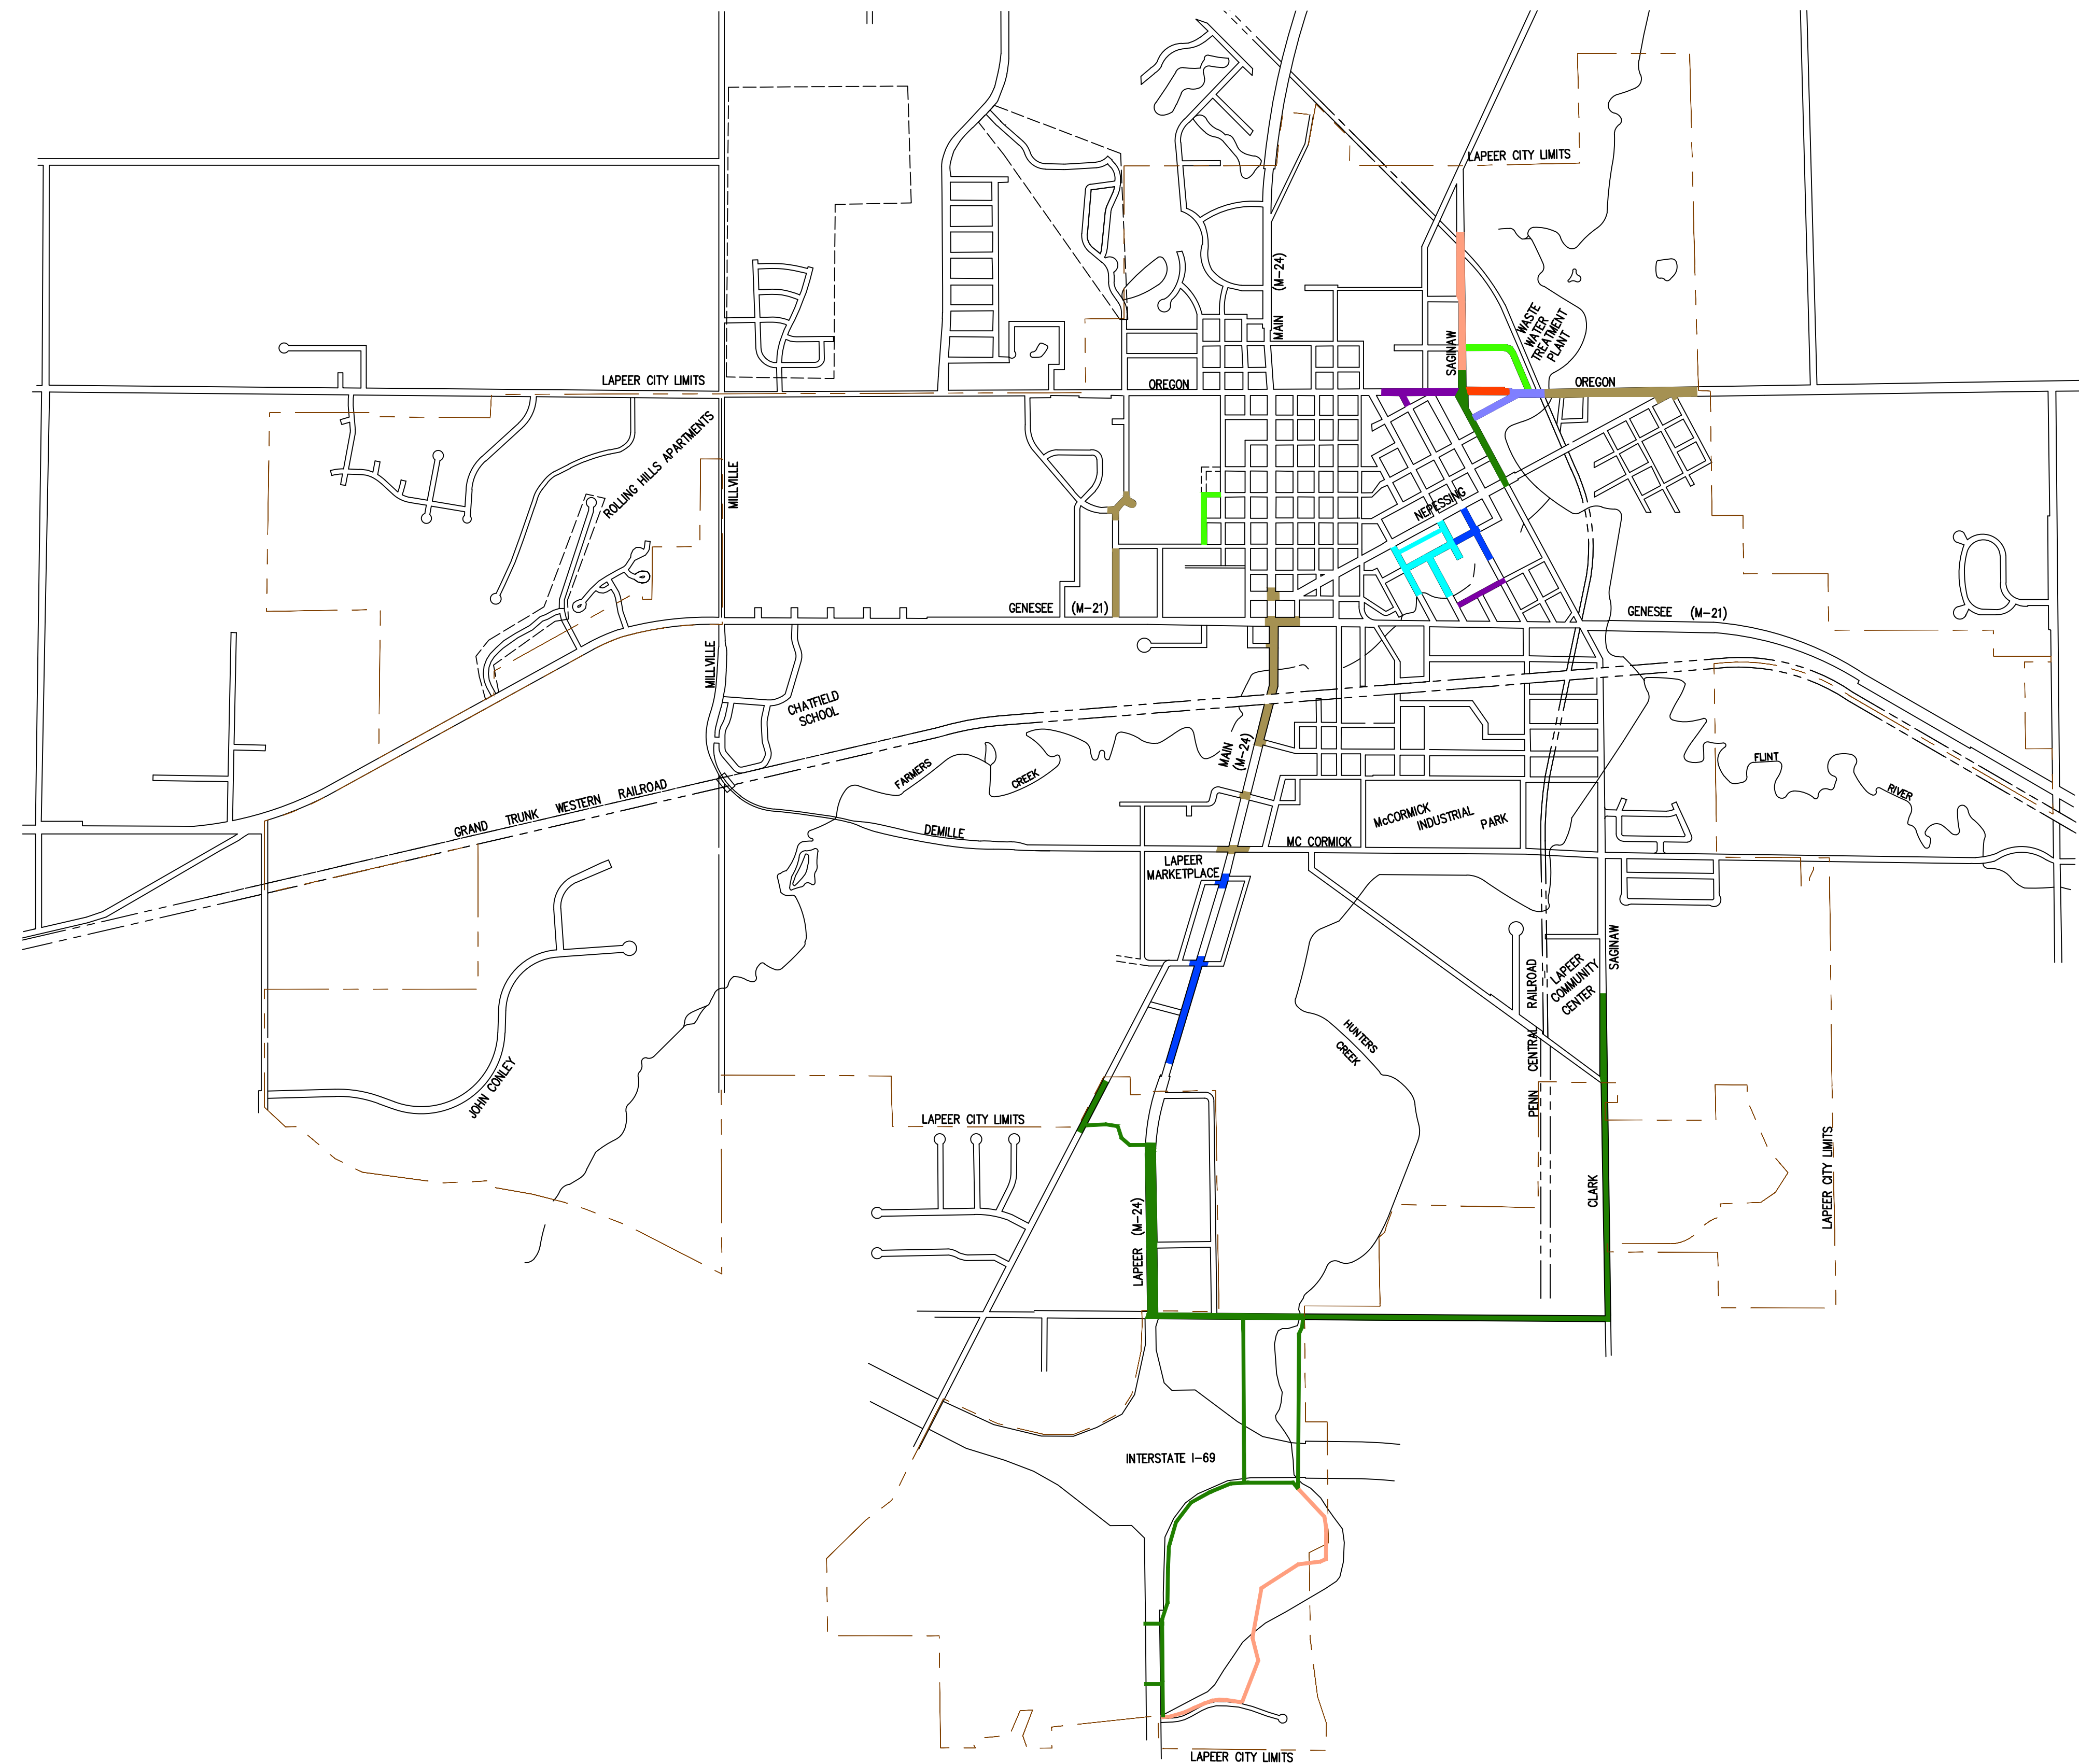 LAPEER CITY LIMITS
MAIN
(M-24)
WASTE
WATER
TREATMENT
PLANT
SAGINAW
LAPEER CITY LIMITS
OREGON
OREGON
ROLLING HILLS APARTMENTS
MILLVILLE
NEPESSING
GENESEE (M-21)
GENESEE (M-21)
MILLVILLE
CHATFIELD
SCHOOL
MAIN
(M-24)
FARMERS
CREEK
FLINT
RIVER
GRAND TRUNK WESTERN RAILROAD
DEMILLE
McCORMICK
INDUSTRIAL
PARK
MC CORMICK
LAPEER
MARKETPLACE
SAGINAW
LAPEER
COMMUNITY
CENTER
PENN CENTRAL RAILROAD
HUNTERS
CREEK
JOHN CONLEY
LAPEER CITY LIMITS
LAPEER (M-24)
CLARK
LAPEER CITY LIMITS
INTERSTATE I-69
LAPEER CITY LIMITS